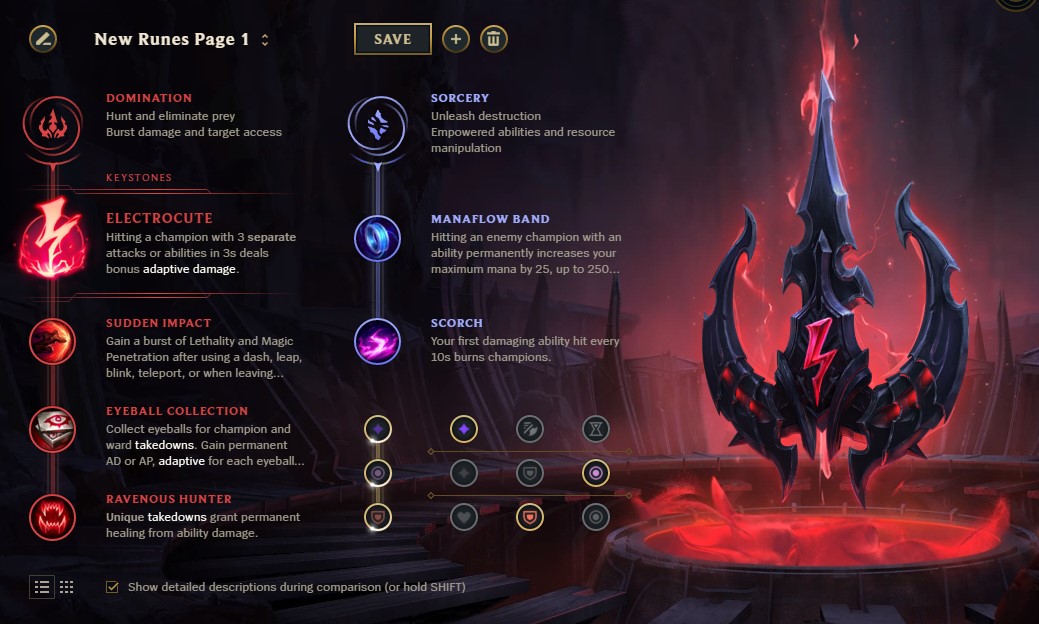 New Runes Page 1
SAVE
DOMINATION
Hunt and eliminate prey
Burst damage and target access
KEYSTONES
ELECTROCUTE
Hitting a champion with 3 separate
attacks or abilities in 3s deals
bonus adaptive damage.
SUDDEN IMPACT
Gain a burst of Lethality and Magic
Penetration after using a dash, leap,
blink, teleport, or when leaving...
EYEBALL COLLECTION
Collect eyeballs for champion and
ward takedowns. Gain permanent
AD or AP, adaptive for each eyeball...
RAVENOUS HUNTER
Unique takedowns grant permanent
healing from ability damage.
SORCERY
Unleash destruction
Empowered abilities and resource
manipulation
MANAFLOW BAND
Hitting an enemy champion with an
ability permanently increases your
maximum mana by 25, up to 250...
SCORCH
Your first damaging ability hit every
10s burns champions.
Show detailed descriptions during comparison (or hold SHIFT)